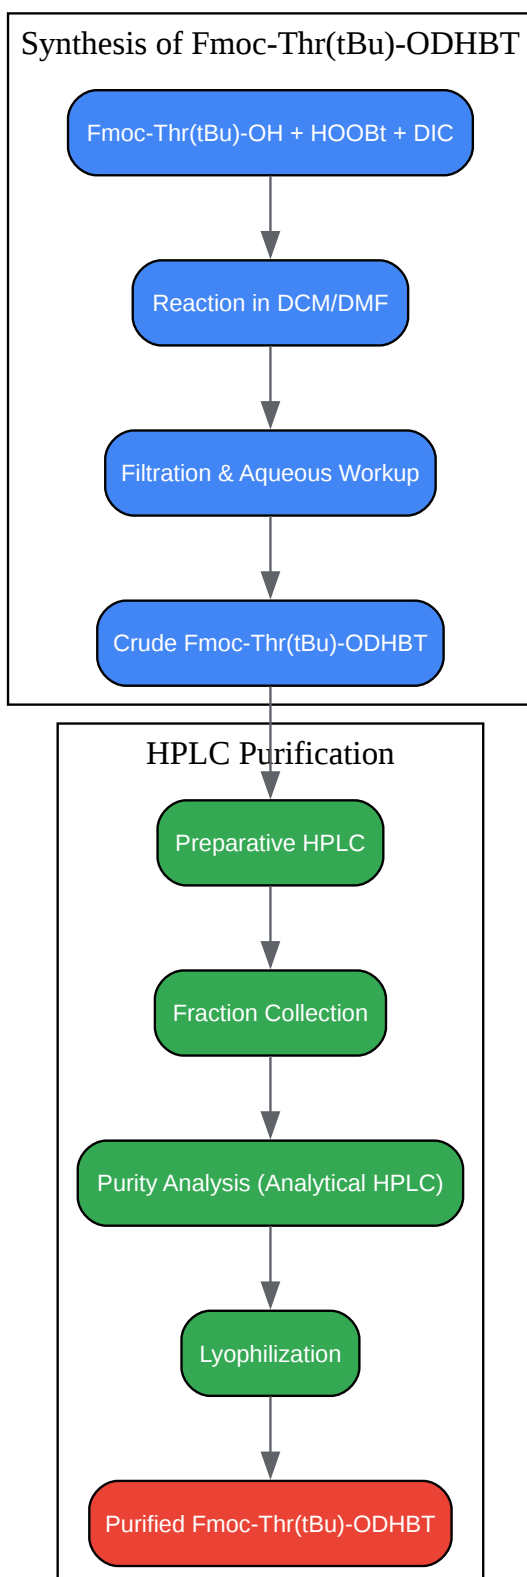 Synthesis of Fmoc-Thr(tBu)-ODHBT
Fmoc-Thr(tBu)-OH + HOOBt + DIC
Reaction in DCM/DMF
Filtration & Aqueous Workup
Crude Fmoc-Thr(tBu)-ODHBT
HPLC Purification
Preparative HPLC
Fraction Collection
Purity Analysis (Analytical HPLC)
Lyophilization
Purified Fmoc-Thr(tBu)-ODHBT